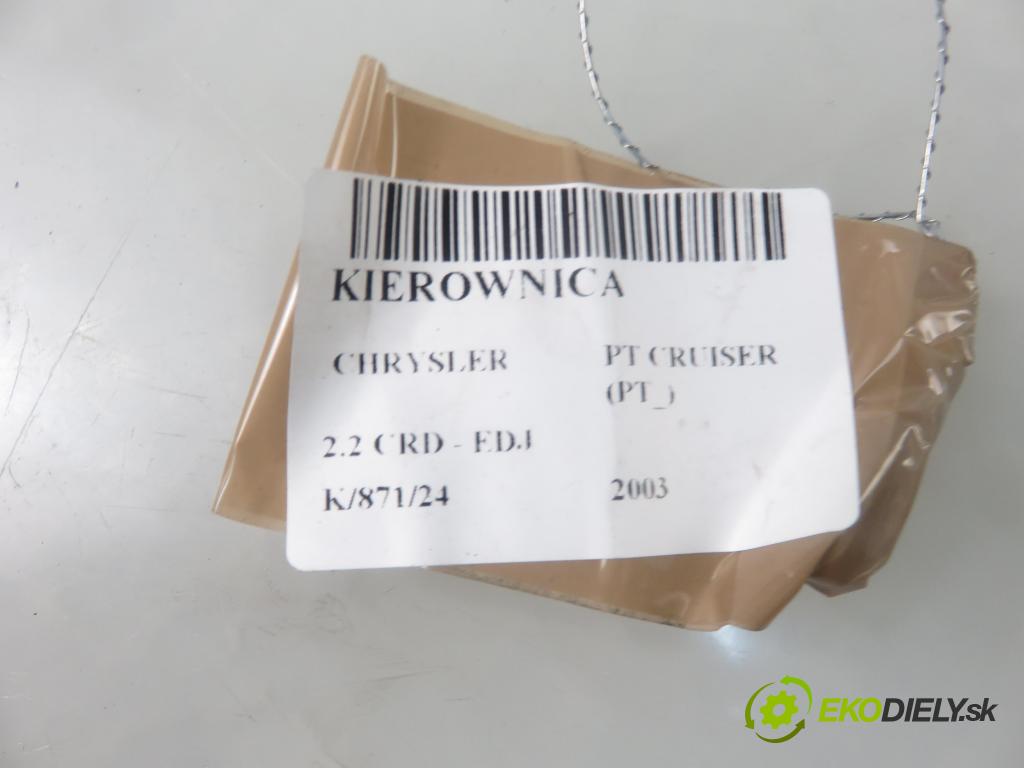 KIEROWNICA
CHRYSLER PT CRUISER
(PT_)
2.2 CRD - EDJ
K/871/24 2003
EKODIELY.sk